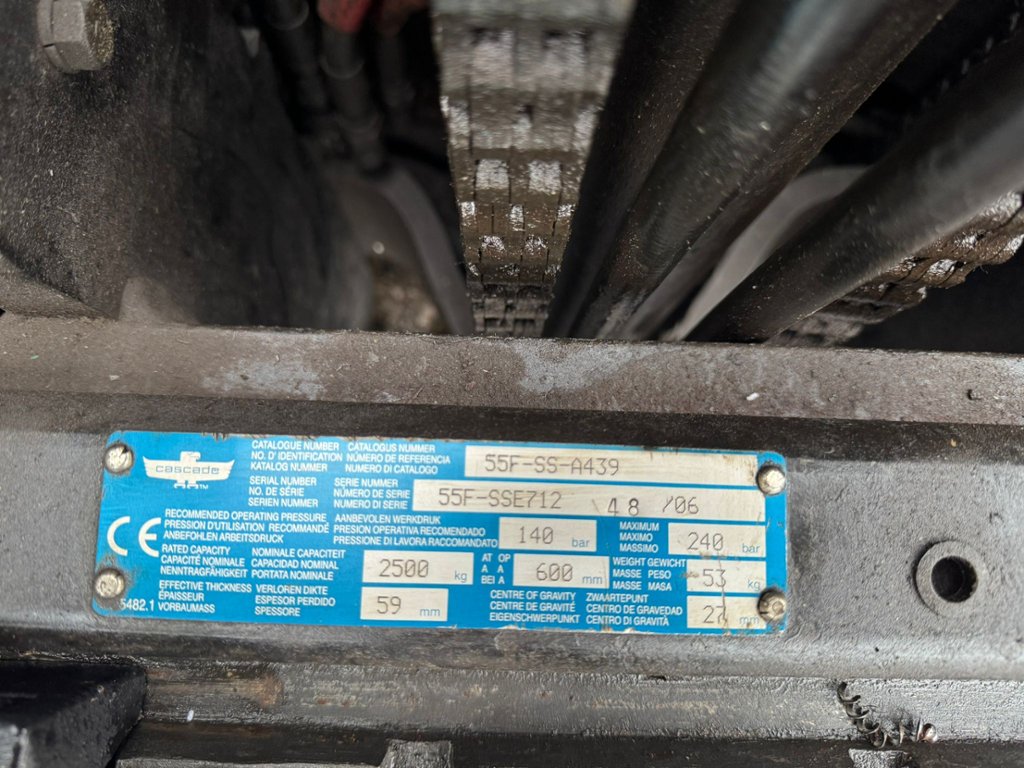 cascade TM
CATALOGUE NUMBER CATALOGUS NUMMER
NO. D' IDENTIFICATION NÚMERO DE REFERENCIA
KATALOG NUMMER NUMERO DI CATALOGO
55F-SS-A439
SERIAL NUMBER SERIE NUMMER
NO. DE SÉRIE NÚMERO DE SERIE
SERIEN NUMMER NUMERO DI SERIE
55F-SSE712 48 /06
CE
RECOMMENDED OPERATING PRESSURE AANBEVOLEN WERKDRUK
PRESSION D'UTILISATION RECOMMANDÉ PRESION OPERATIVA RECOMENDADO
ANBEFOHLEN ARBEITSDRUCK PRESSIONE DI LAVORA RACCOMANDATO
140 bar
MAXIMUM
MAXIMO
MASSIMO
240 bar
RATED CAPACITY NOMINALE CAPACITEIT
CAPACITÉ NOMINALE CAPACIDAD NOMINAL
NENNTRAGFÄHIGKEIT PORTATA NOMINALE
2500 kg
AT OP
A A
BEI A
600 mm
WEIGHT GEWICHT
MASSE PESO
MASSE MASA
53 kg
EFFECTIVE THICKNESS VERLOREN DIKTE
ÉPAISSEUR ESPESOR PERDIDO
VORBAUMASS SPESSORE
59 mm
CENTRE OF GRAVITY ZWAARTEPUNT
CENTRE DE GRAVITÉ CENTRO DE GRAVEDAD
EIGENSCHWERPUNKT CENTRO DI GRAVITÀ
27 mm
5482.1